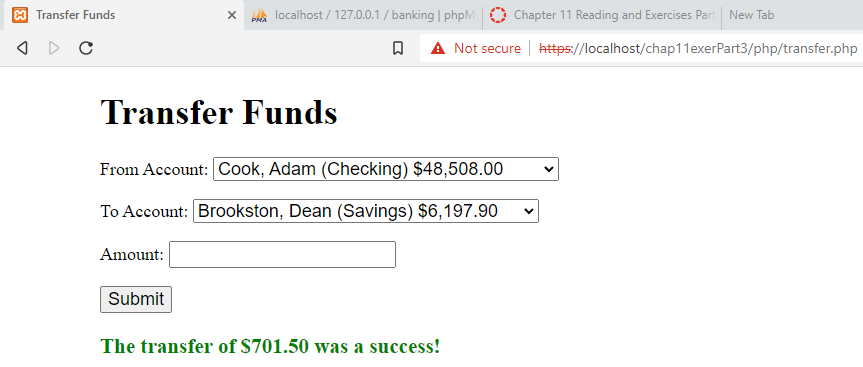 Transfer Funds
PMA
localhost / 127.0.0.1 / banking | phpM
Chapter 11 Reading and Exercises Part
New Tab
Not secure
https://localhost/chap11exerPart3/php/transfer.php
Transfer Funds
From Account: Cook, Adam (Checking) $48,508.00
To Account: Brookston, Dean (Savings) $6,197.90
Amount:
Submit
The transfer of $701.50 was a success!